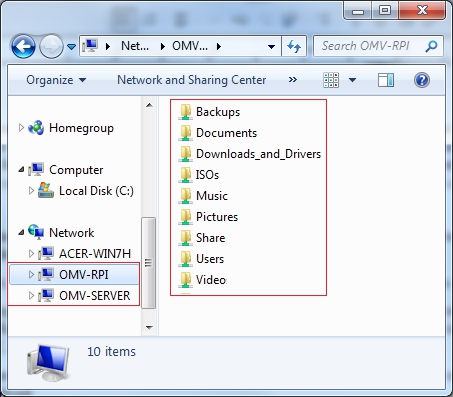 Net... OMV... Search OMV-RPI
Organize Network and Sharing Center »
Homegroup
Computer
Local Disk (C:)
Network
ACER-WIN7H
OMV-RPI
OMV-SERVER
Backups
Documents
Downloads_and_Drivers
ISOs
Music
Pictures
Share
Users
Videos
10 items